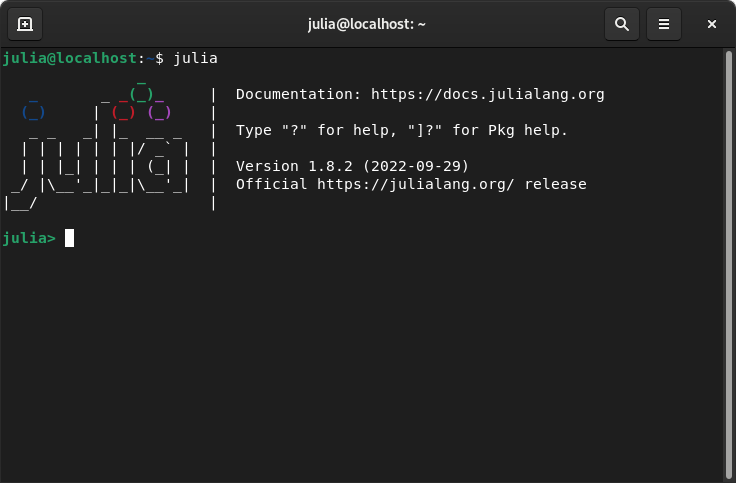 julia@localhost: ~
julia@localhost:~$ julia
               _
   _       _ _(_)_     |  Documentation: https://docs.julialang.org
  (_)     | (_) (_)    |
   _ _   _| |_  __ _   |  Type "?" for help, "]?" for Pkg help.
  | | | | | | |/ _` |  |
  | | |_| | | | (_| |  |  Version 1.8.2 (2022-09-29)
 _/ |\__'_|_|_|\__'_|  |  Official https://julialang.org/ release
|__/                   |
julia>